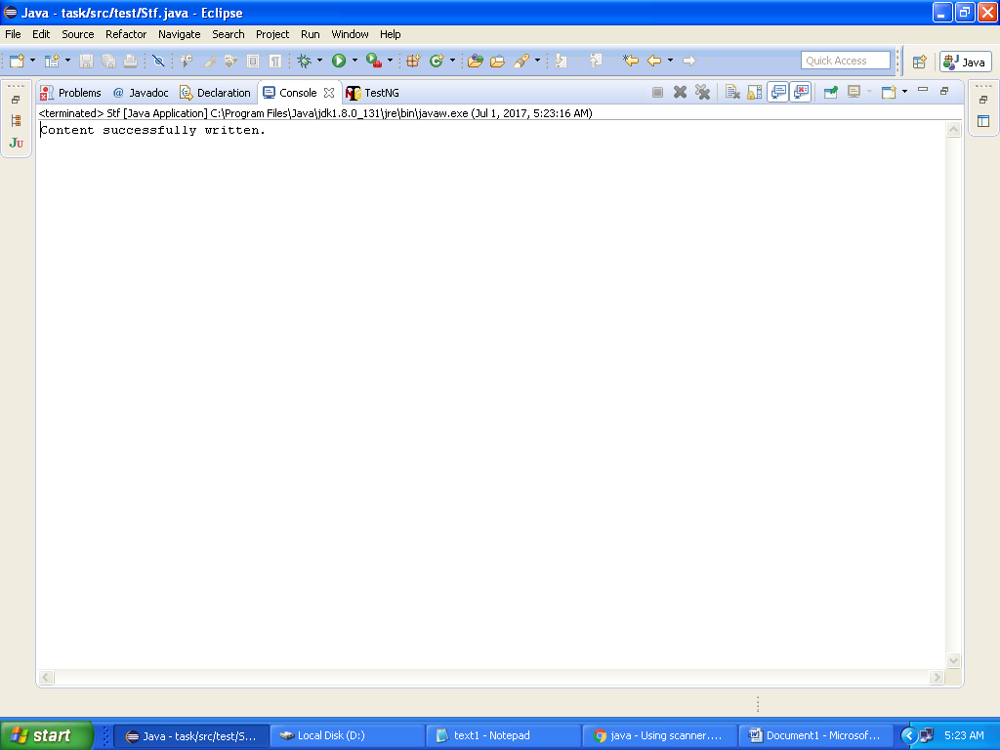 Java - task/src/test/Stf.java - Eclipse
File Edit Source Refactor Navigate Search Project Run Window Help
Quick Access
Java
Problems @ Javadoc Declaration Console TestNG
<terminated> Stf [Java Application] C:\Program Files\Java\jdk1.8.0_131\jre\bin\javaw.exe (Jul 1, 2017, 5:23:16 AM)
Content successfully written.
JU
start Java - task/src/test/S... Local Disk (D:) text1 - Notepad java - Using scanner.... Document1 - Microsof... 5:23 AM